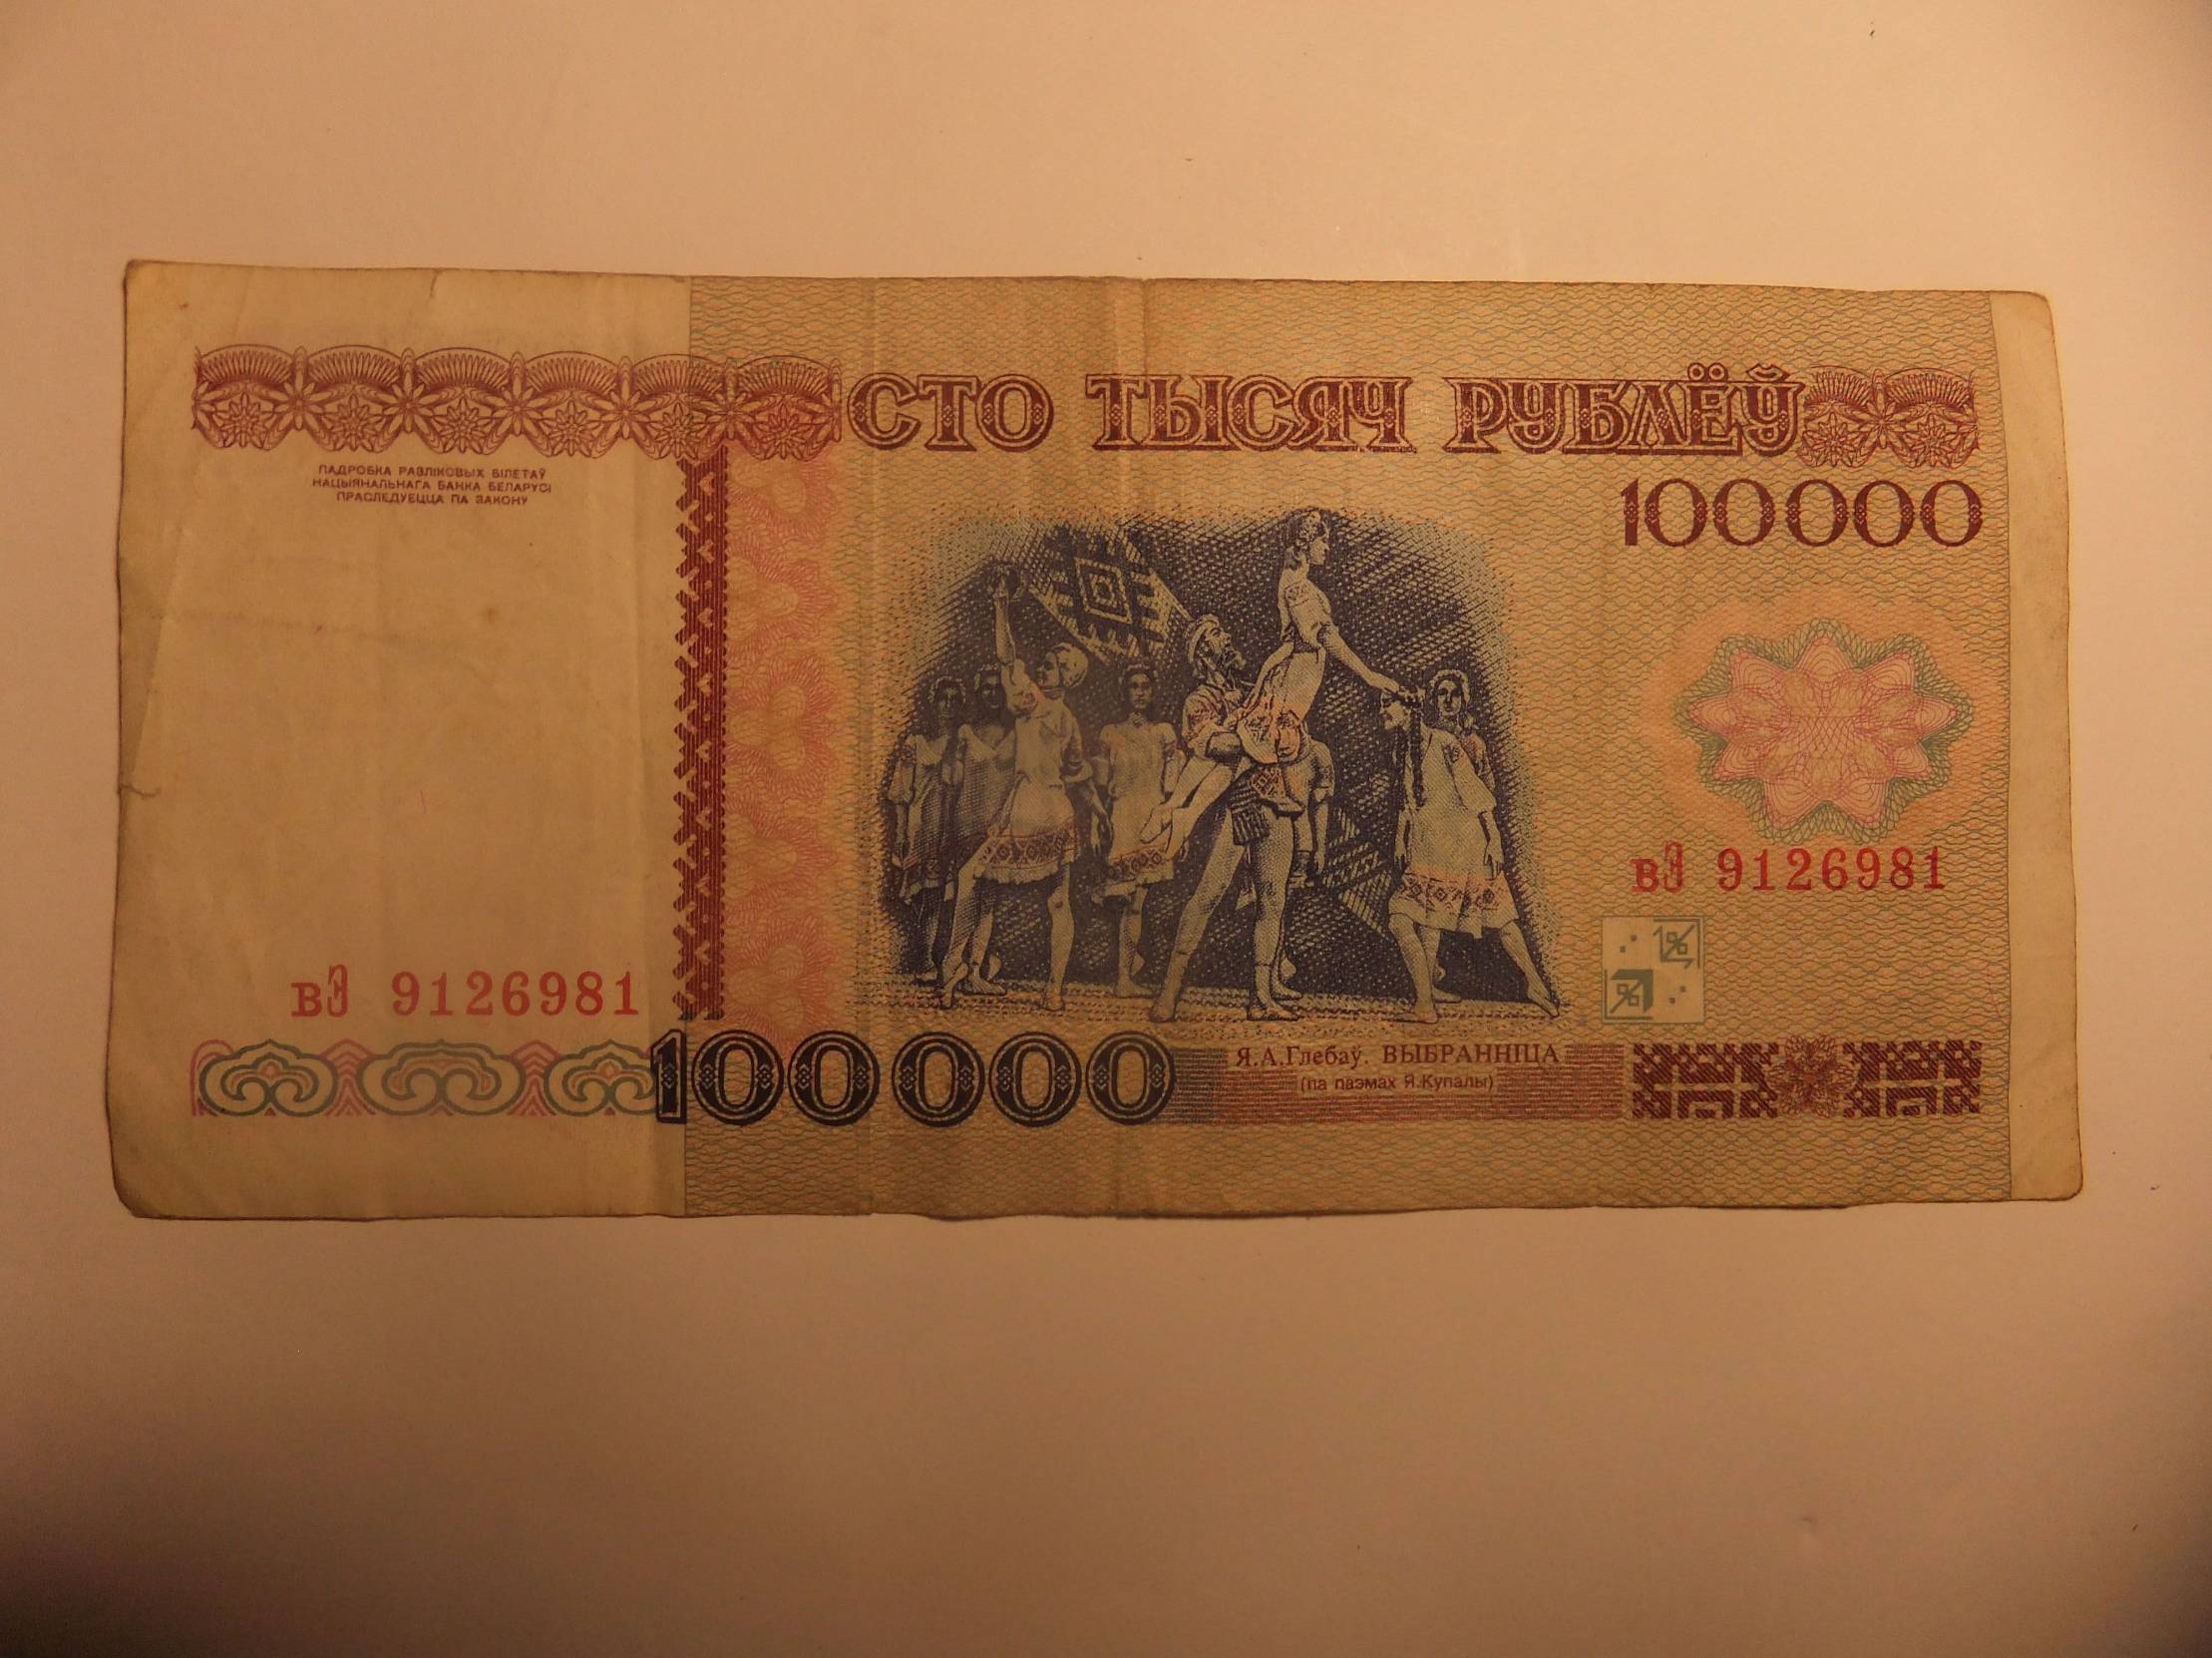 СТО ТЫСЯЧ РУБЛЁЎ
100000
ПАДРОБКА РАЗЛІКОВЫХ БІЛЕТАЎ
НАЦЫЯНАЛЬНАГА БАНКА БЕЛАРУСІ
ПРАСЛЕДУЕЦЦА ПА ЗАКОНУ
вЭ 9126981
вЭ 9126981
100000
Я.А.Глебаў. ВЫБРАННІЦА
(па паэмах Я.Купалы)